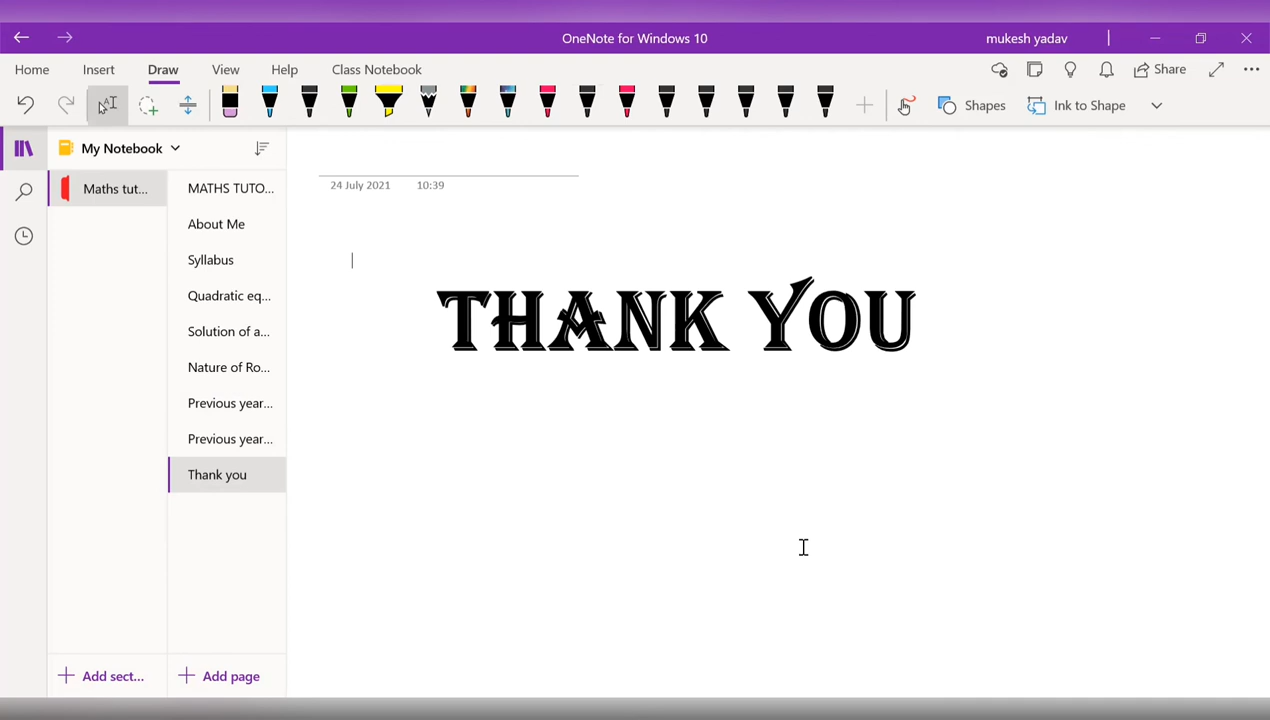 OneNote for Windows 10
mukesh yadav
Home Insert Draw View Help Class Notebook
Share
Shapes
Ink to Shape
My Notebook
Maths tut...
MATHS TUTO...
About Me
Syllabus
Quadratic eq...
Solution of a...
Nature of Ro...
Previous year...
Previous year...
Thank you
24 July 2021 10:39
THANK YOU
Add sect...
Add page